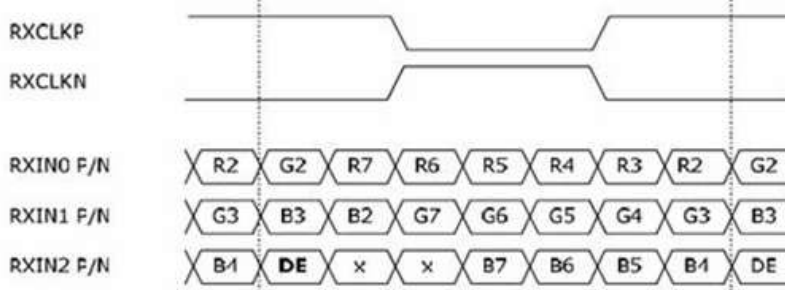 RXCLKP
RXCLKN
RXIN0 P/N R2 G2 R7 R6 R5 R4 R3 R2 G2
RXIN1 P/N G3 B3 B2 G7 G6 G5 G4 G3 B3
RXIN2 P/N B4 DE x x B7 B6 B5 B4 DE